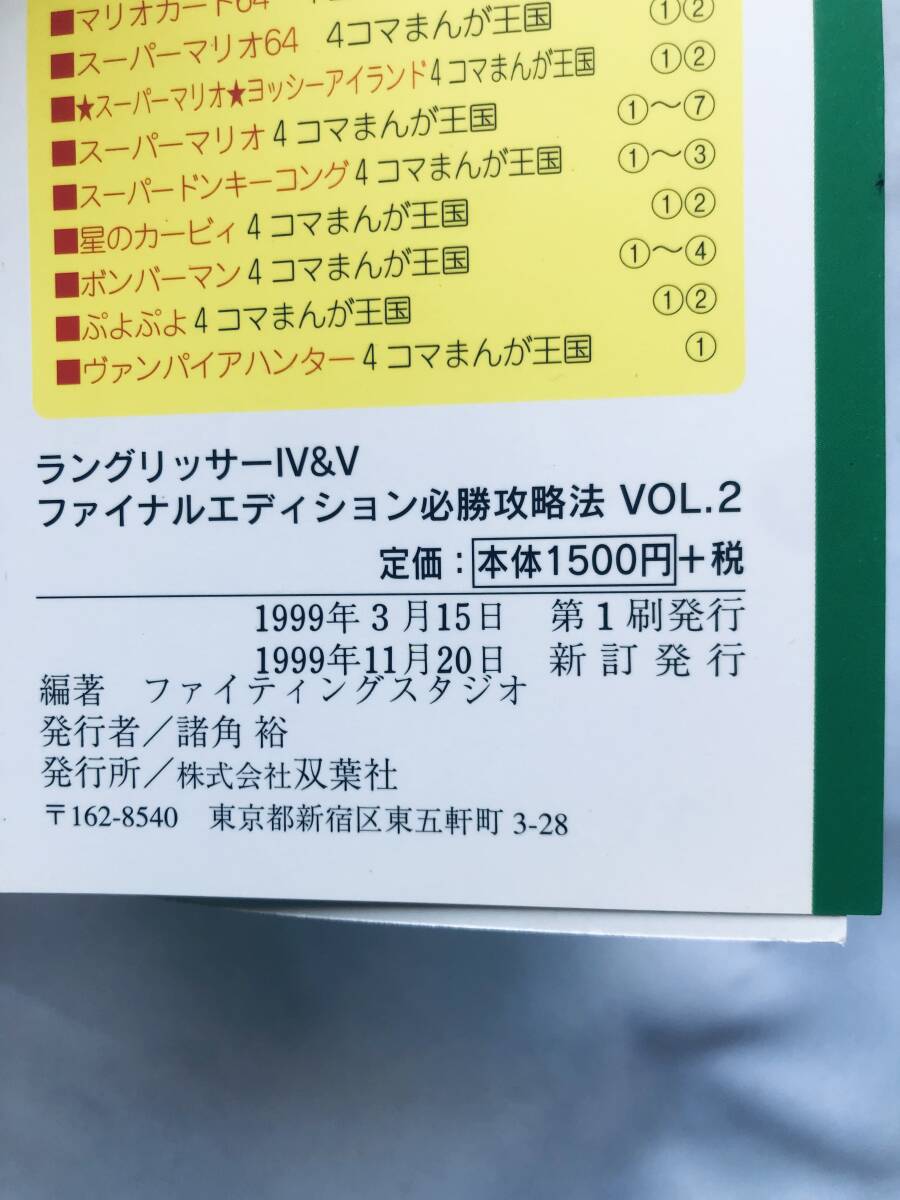 ■マリオカート64
①②
■スーパーマリオ64 4コマまんが王国
①②
■★スーパーマリオ★ヨッシーアイランド4コマまんが王国
①～⑦
■スーパーマリオ4コマまんが王国
①～③
■スーパードンキーコング4コマまんが王国
①②
■星のカービィ4コマまんが王国
①～④
■ボンバーマン4コマまんが王国
①②
■ぷよぷよ4コマまんが王国
①
■ヴァンパイアハンター4コマまんが王国
ラングリッサーIV&V
ファイナルエディション必勝攻略法 VOL.2
定価：本体1500円＋税
1999年3月15日 第1刷発行
1999年11月20日 新訂発行
編著 ファイティングスタジオ
発行者／諸角 裕
発行所／株式会社双葉社
〒162-8540 東京都新宿区東五軒町 3-28